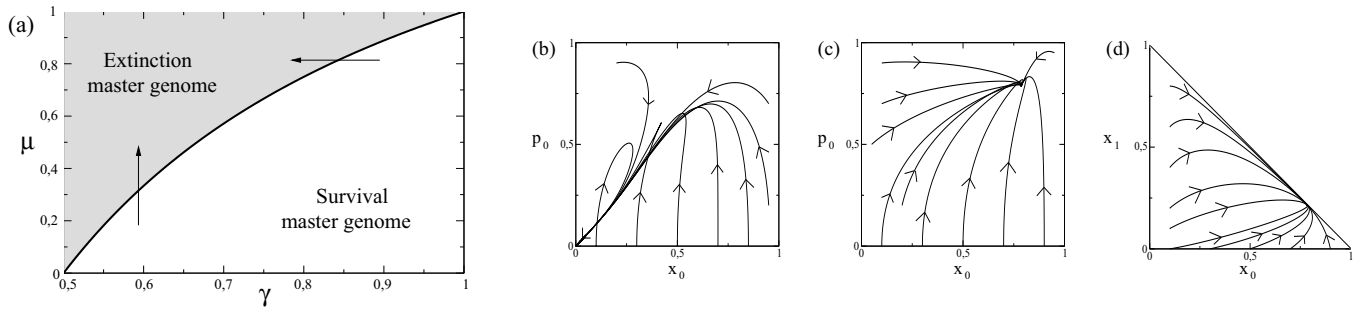 (a)
1
0,8
0,6
0,4
0,2
0
μ
Extinction
master genome
Survival
master genome
0,5
0,6
0,7
0,8
0,9
1
γ
(b)
1
p0
0,5
0
0
0,5
1
x0
(c)
1
p0
0,5
0
0
0,5
1
x0
(d)
1
x1
0,5
0
0
0,5
1
x0